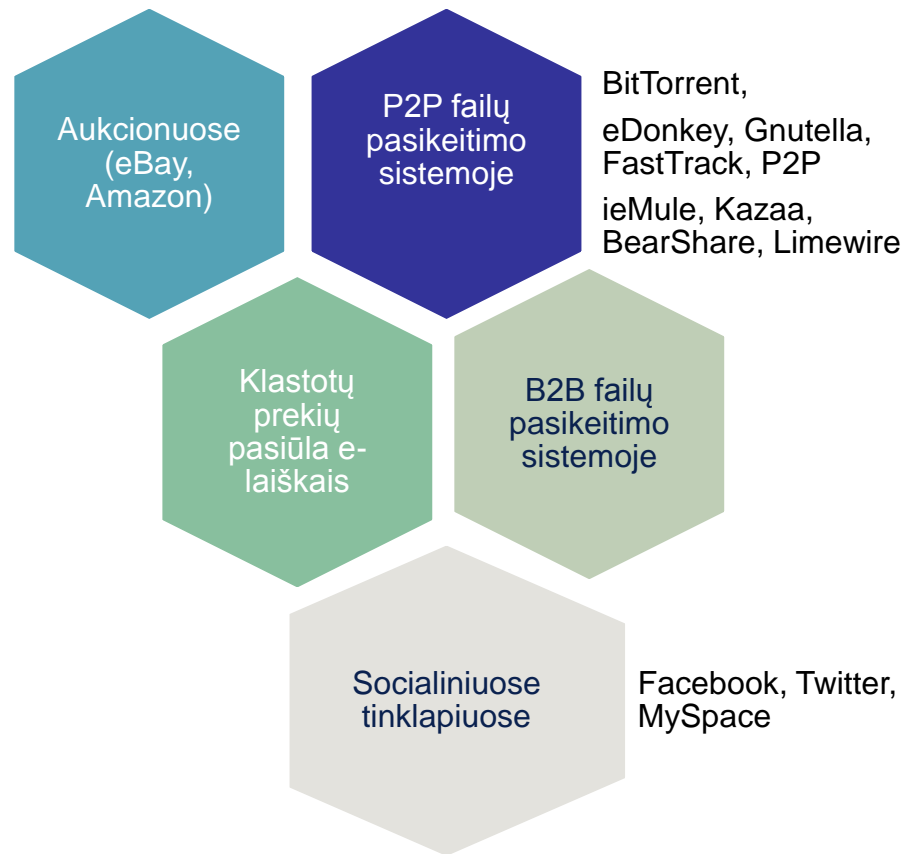 Aukcionuose
(eBay,
Amazon)
P2P failų
pasikeitimo
sistemoje
BitTorrent,
eDonkey, Gnutella,
FastTrack, P2P
ieMule, Kazaa,
BearShare, Limewire
Klastotų
prekių
pasiūla e-
laiškais
B2B failų
pasikeitimo
sistemoje
Socialiniuose
tinklapiuose
Facebook, Twitter,
MySpace